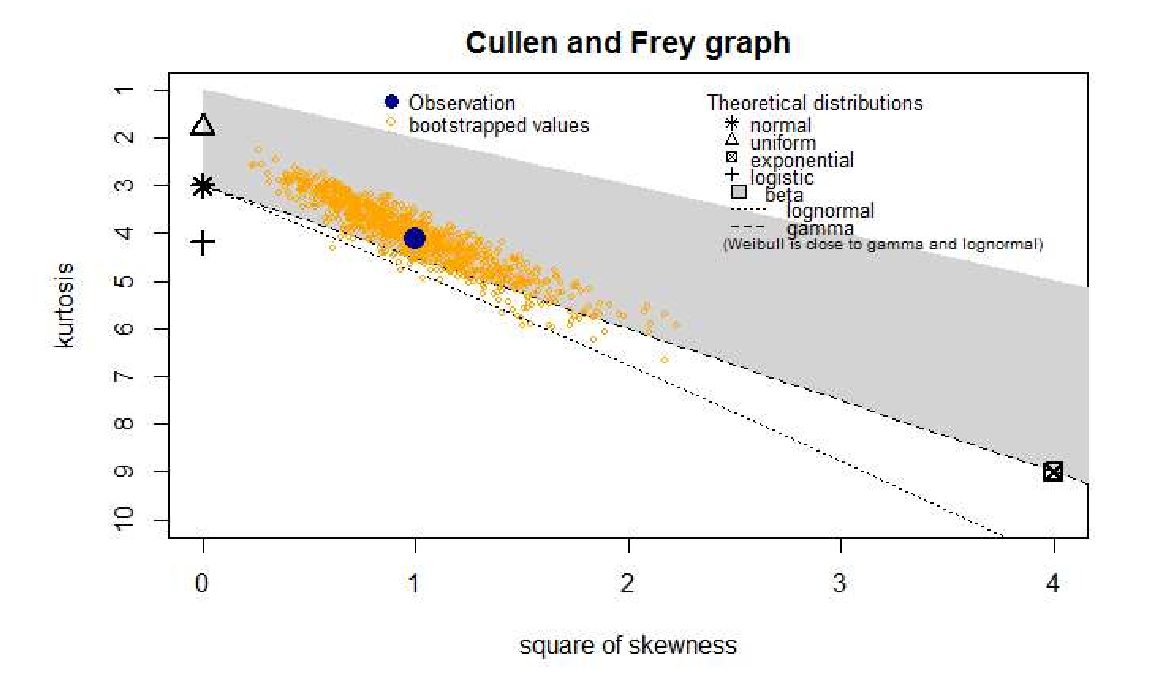 Cullen and Frey graph
Observation
bootstrapped values
Theoretical distributions
normal
uniform
exponential
logistic
beta
lognormal
gamma
(Weibull is close to gamma and lognormal)
kurtosis
1
2
3
4
5
6
7
8
9
10
0 1 2 3 4
square of skewness